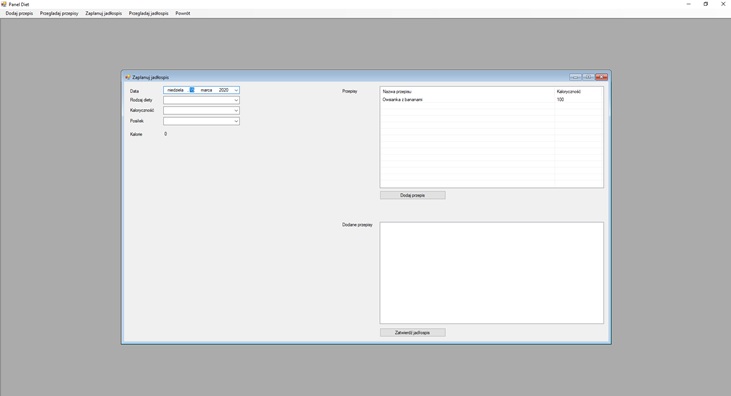 Panel Diet
Dodaj przepis Przeglądaj przepisy Zaplanuj jadłospis Przeglądaj jadłospis Powrót
Zaplanuj jadłospis
Data niedziela marca 2020
Rodzaj diety
Kaloryczność
Posiłek
Kalorie 0
Przepisy
Nazwa przepisu Kaloryczność
Owsianka z bananami 100
Dodaj przepis
Dodane przepisy
Zatwierdź jadłospis